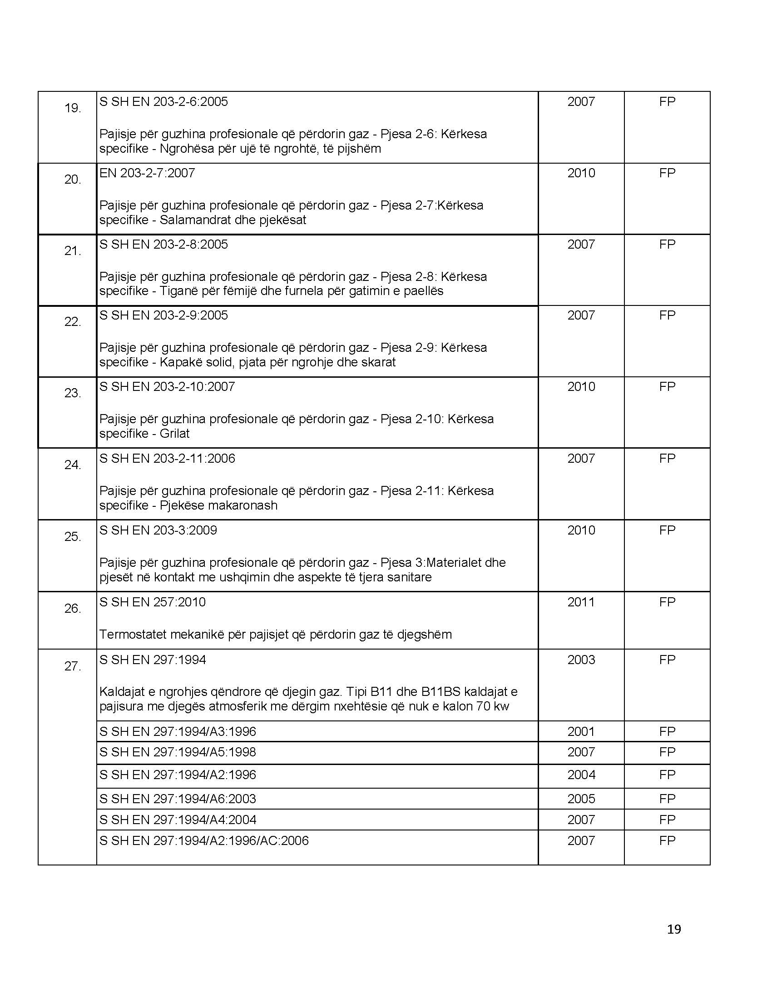 19.
S SH EN 203-2-6:2005
2007
FP
Pajisje për guzhina profesionale që përdorin gaz - Pjesa 2-6: Kërkesa
specifike - Ngrohësa për ujë të ngrohtë, të pijshëm
20.
EN 203-2-7:2007
2010
FP
Pajisje për guzhina profesionale që përdorin gaz - Pjesa 2-7:Kërkesa
specifike - Salamandrat dhe pjekësat
21.
S SH EN 203-2-8:2005
2007
FP
Pajisje për guzhina profesionale që përdorin gaz - Pjesa 2-8: Kërkesa
specifike - Tiganë për fëmijë dhe furnela për gatimin e paellës
22.
S SH EN 203-2-9:2005
2007
FP
Pajisje për guzhina profesionale që përdorin gaz - Pjesa 2-9: Kërkesa
specifike - Kapakë solid, pjata për ngrohje dhe skarat
23.
S SH EN 203-2-10:2007
2010
FP
Pajisje për guzhina profesionale që përdorin gaz - Pjesa 2-10: Kërkesa
specifike - Grilat
24.
S SH EN 203-2-11:2006
2007
FP
Pajisje për guzhina profesionale që përdorin gaz - Pjesa 2-11: Kërkesa
specifike - Pjekëse makaronash
25.
S SH EN 203-3:2009
2010
FP
Pajisje për guzhina profesionale që përdorin gaz - Pjesa 3:Materialet dhe
pjesët në kontakt me ushqimin dhe aspekte të tjera sanitare
26.
S SH EN 257:2010
2011
FP
Termostatet mekanikë për pajisjet që përdorin gaz të djegshëm
27.
S SH EN 297:1994
2003
FP
Kaldajat e ngrohjes qëndrore që djegin gaz. Tipi B11 dhe B11BS kaldajat e
pajisura me djegës atmosferik me dërgim nxehtësie që nuk e kalon 70 kw
S SH EN 297:1994/A3:1996
2001
FP
S SH EN 297:1994/A5:1998
2007
FP
S SH EN 297:1994/A2:1996
2004
FP
S SH EN 297:1994/A6:2003
2005
FP
S SH EN 297:1994/A4:2004
2007
FP
S SH EN 297:1994/A2:1996/AC:2006
2007
FP
19